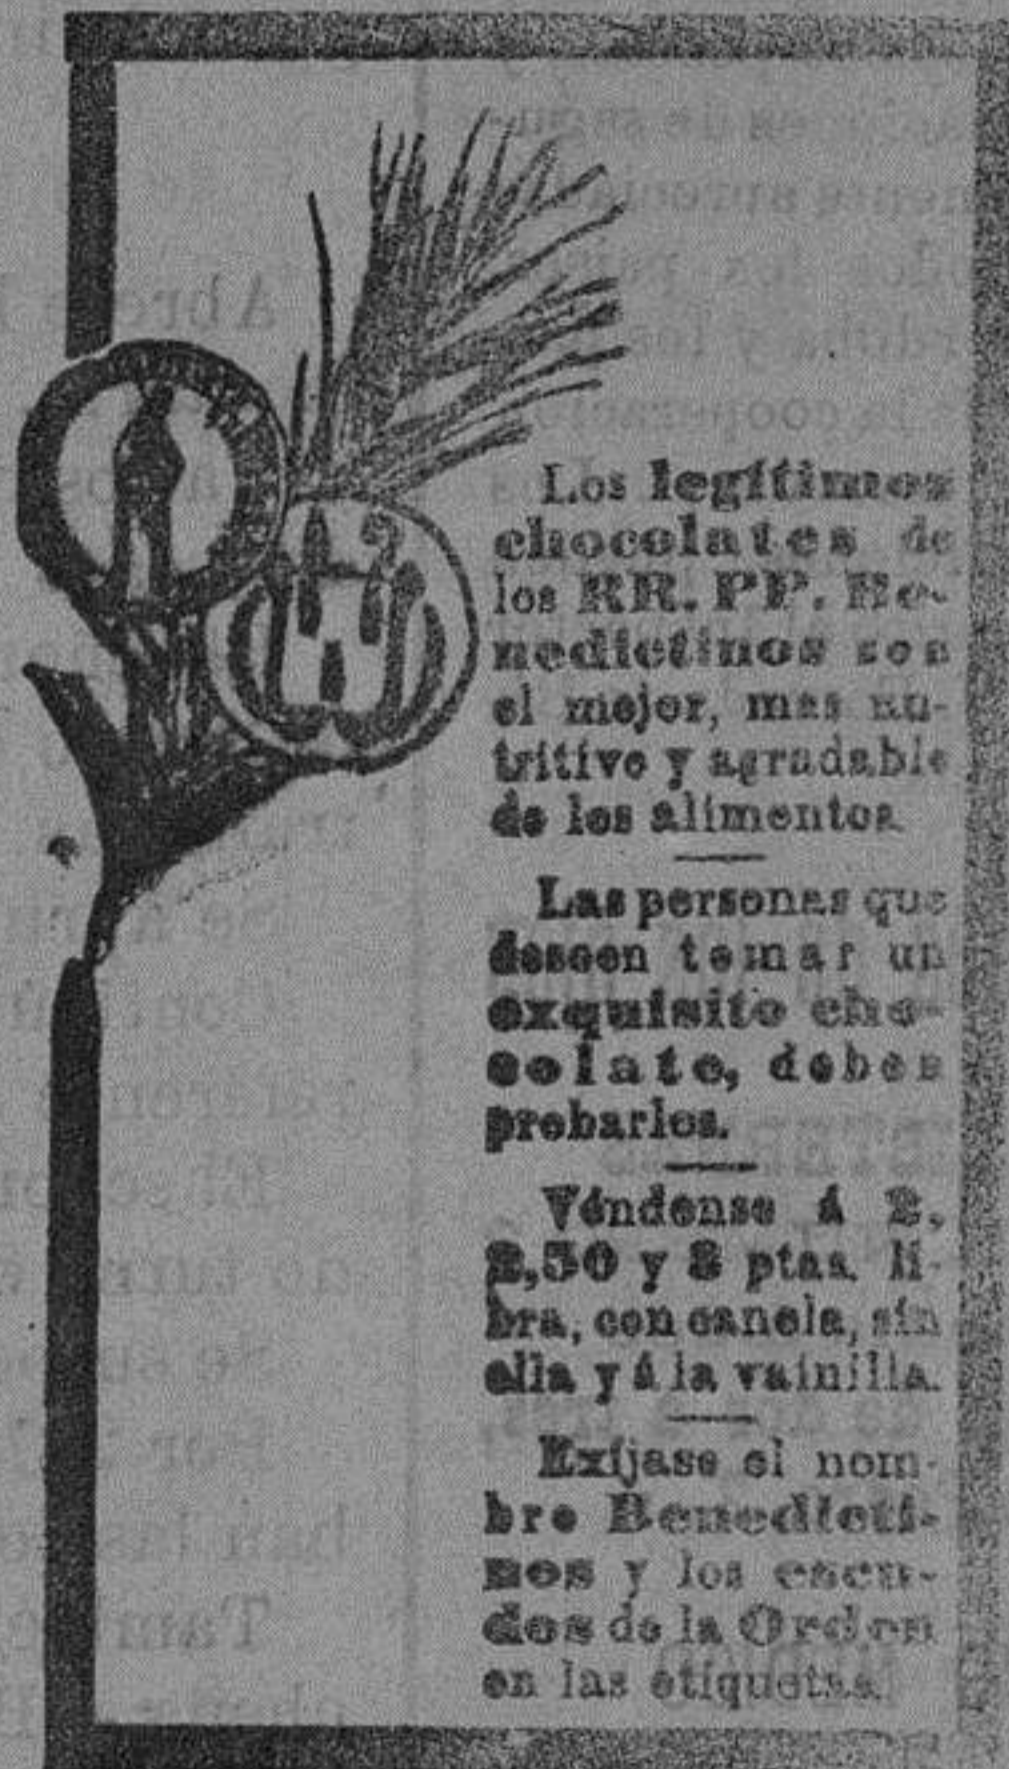 Los legítimos
chocolates de
los RR. PP. Be-
nedictinos son
el mejor, mas nu-
tritivo y agradable
de los alimentos.
Las personas que
deseen tomar un
exquisito cho-
colate, deben
probarlos.
Véndense á 2,
2,50 y 3 ptas. li-
bra, con canela, sin
ella y á la vainilla.
Exíjase el nom-
bre Benedicti-
nos y los escu-
dos de la Orden
en las etiquetas.